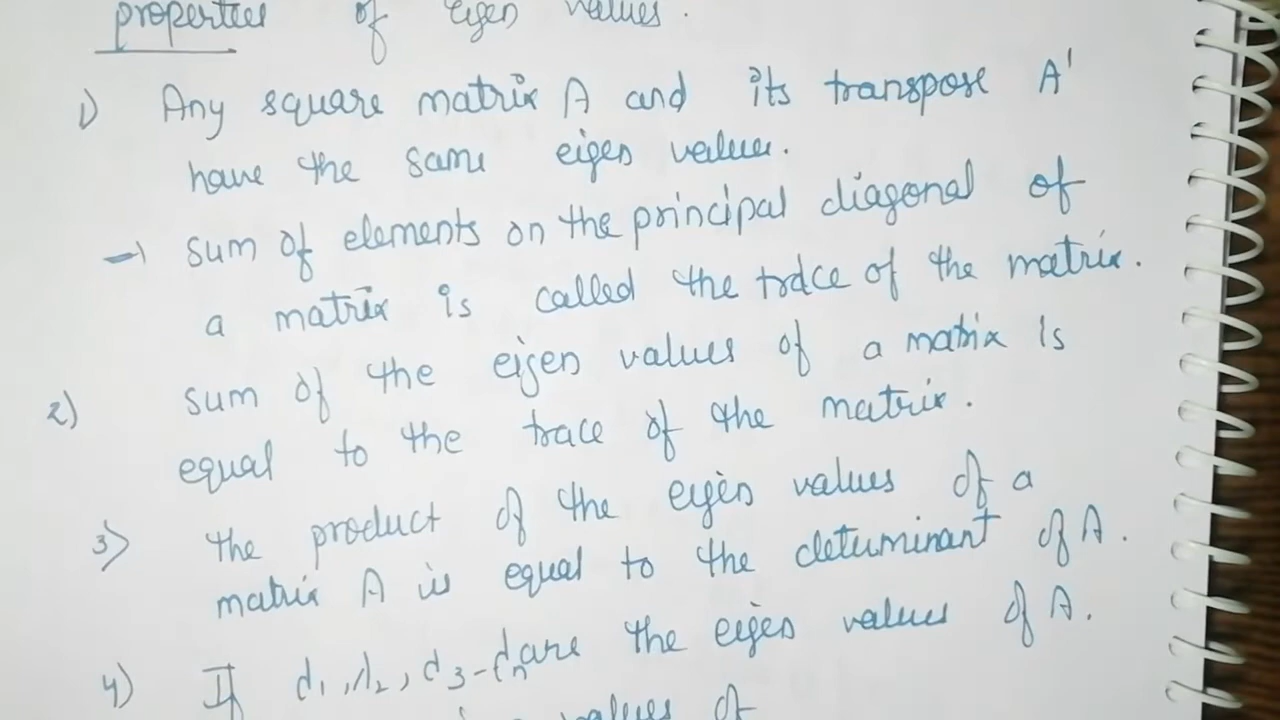 properties of eigen values.
1) Any square matrix A and its transpose A'
have the same eigen values.
→ sum of elements on the principal diagonal of
a matrix is called the trace of the matrix.
2) sum of the eigen values of a matrix is
equal to the trace of the matrix.
3) the product of the eigen values of a
matrix A is equal to the determinant of A.
4) If λ1, λ2, λ3 - λn are the eigen values of A.
values of